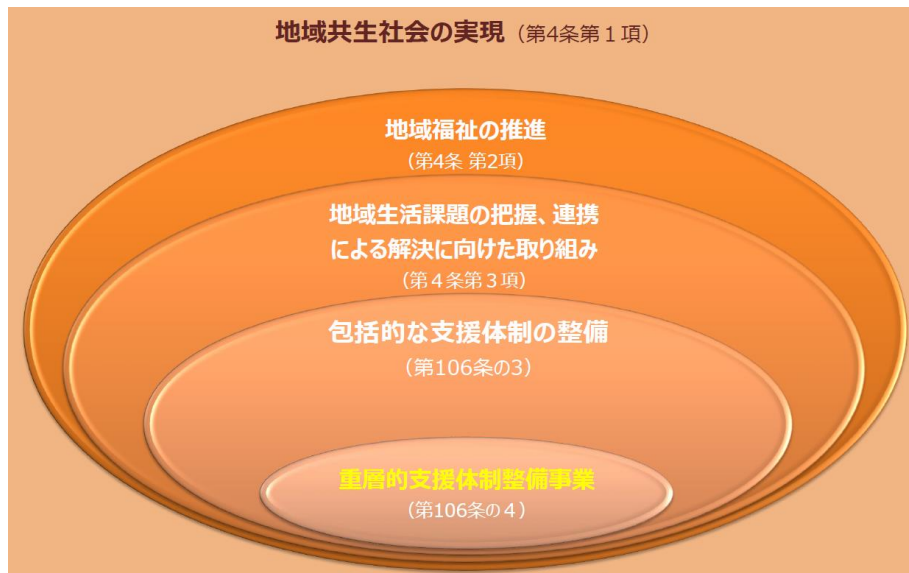 地域共生社会の実現（第4条第１項）
地域福祉の推進
（第4条 第2項）
地域生活課題の把握、連携
による解決に向けた取り組み
（第４条第３項）
包括的な支援体制の整備
（第106条の3）
重層的支援体制整備事業
（第106条の４）